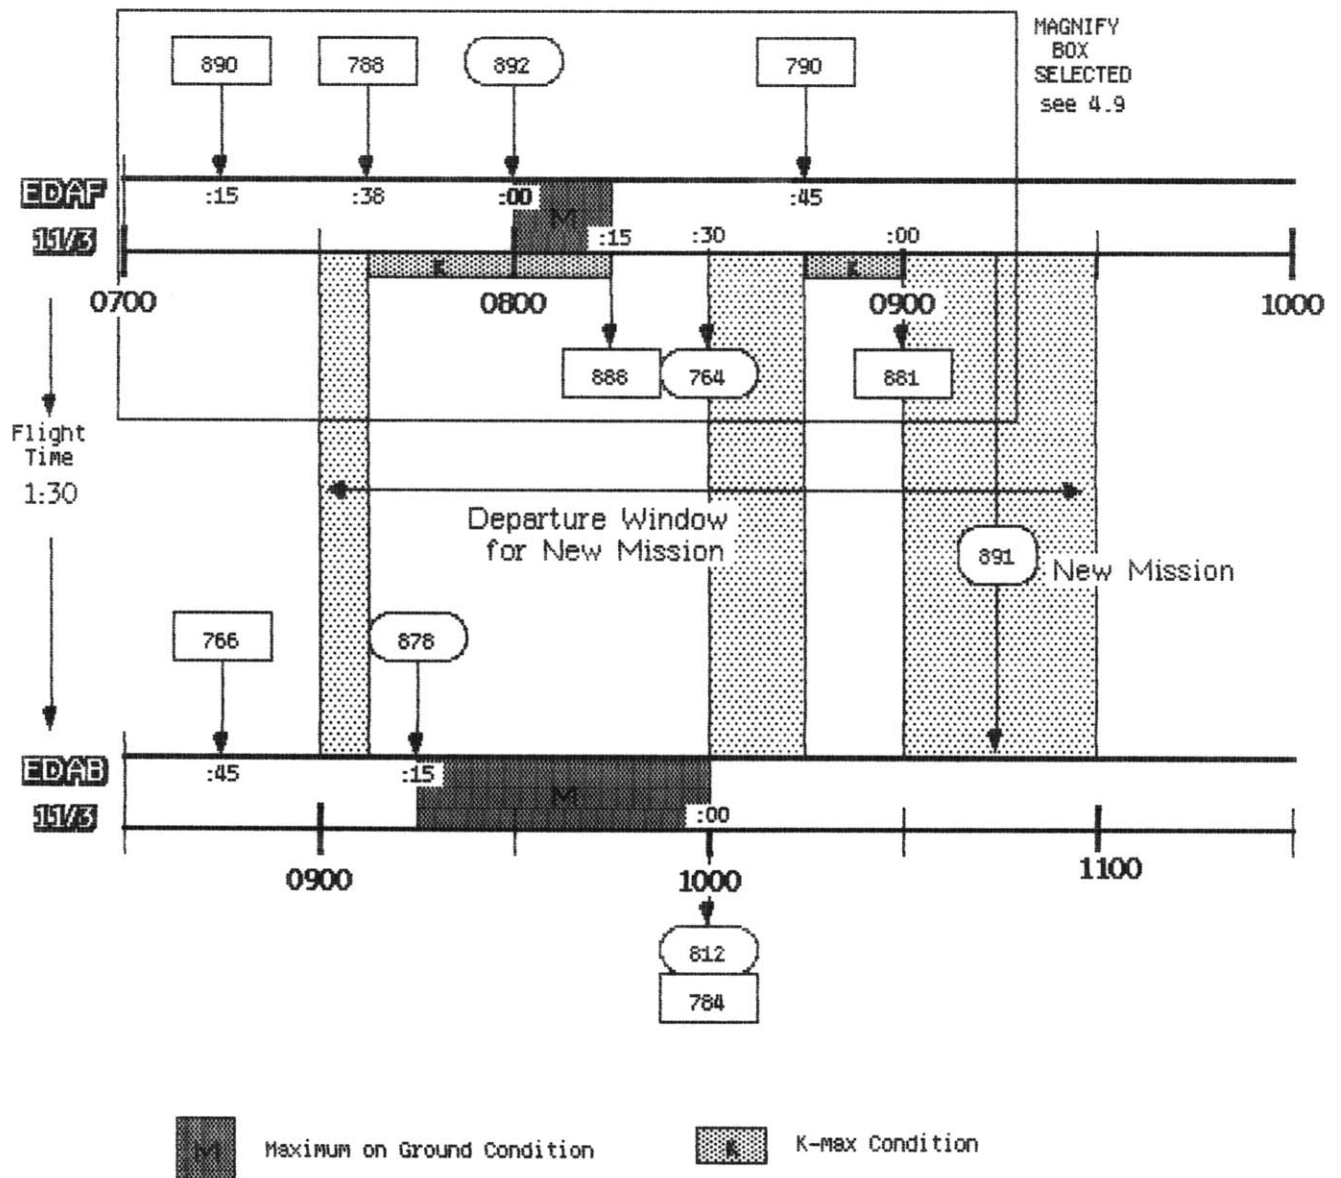 MAGNIFY
BOX
SELECTED
see 4.9
890
788
892
790
EDAF
:15
:38
:00
:45
11/3
M
:15
:30
:00
K
K
0700
0800
0900
1000
888
764
881
Flight
Time
1:30
Departure Window
for New Mission
891
New Mission
766
878
EDAB
:45
:15
11/3
M
:00
0900
1000
1100
812
784
M
Maximum on Ground Condition
K
K-max Condition